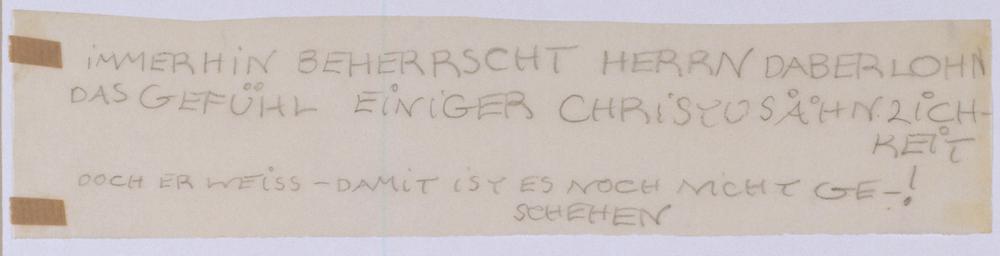 IMMERHIN BEHERRSCHT HERRN DABERLOHN
DAS GEFÜHL EINIGER CHRISTUSÄHNLICH-
KEIT
DOCH ER WEISS – DAMIT IST ES NOCH NICHT GE–!
SCHEHEN